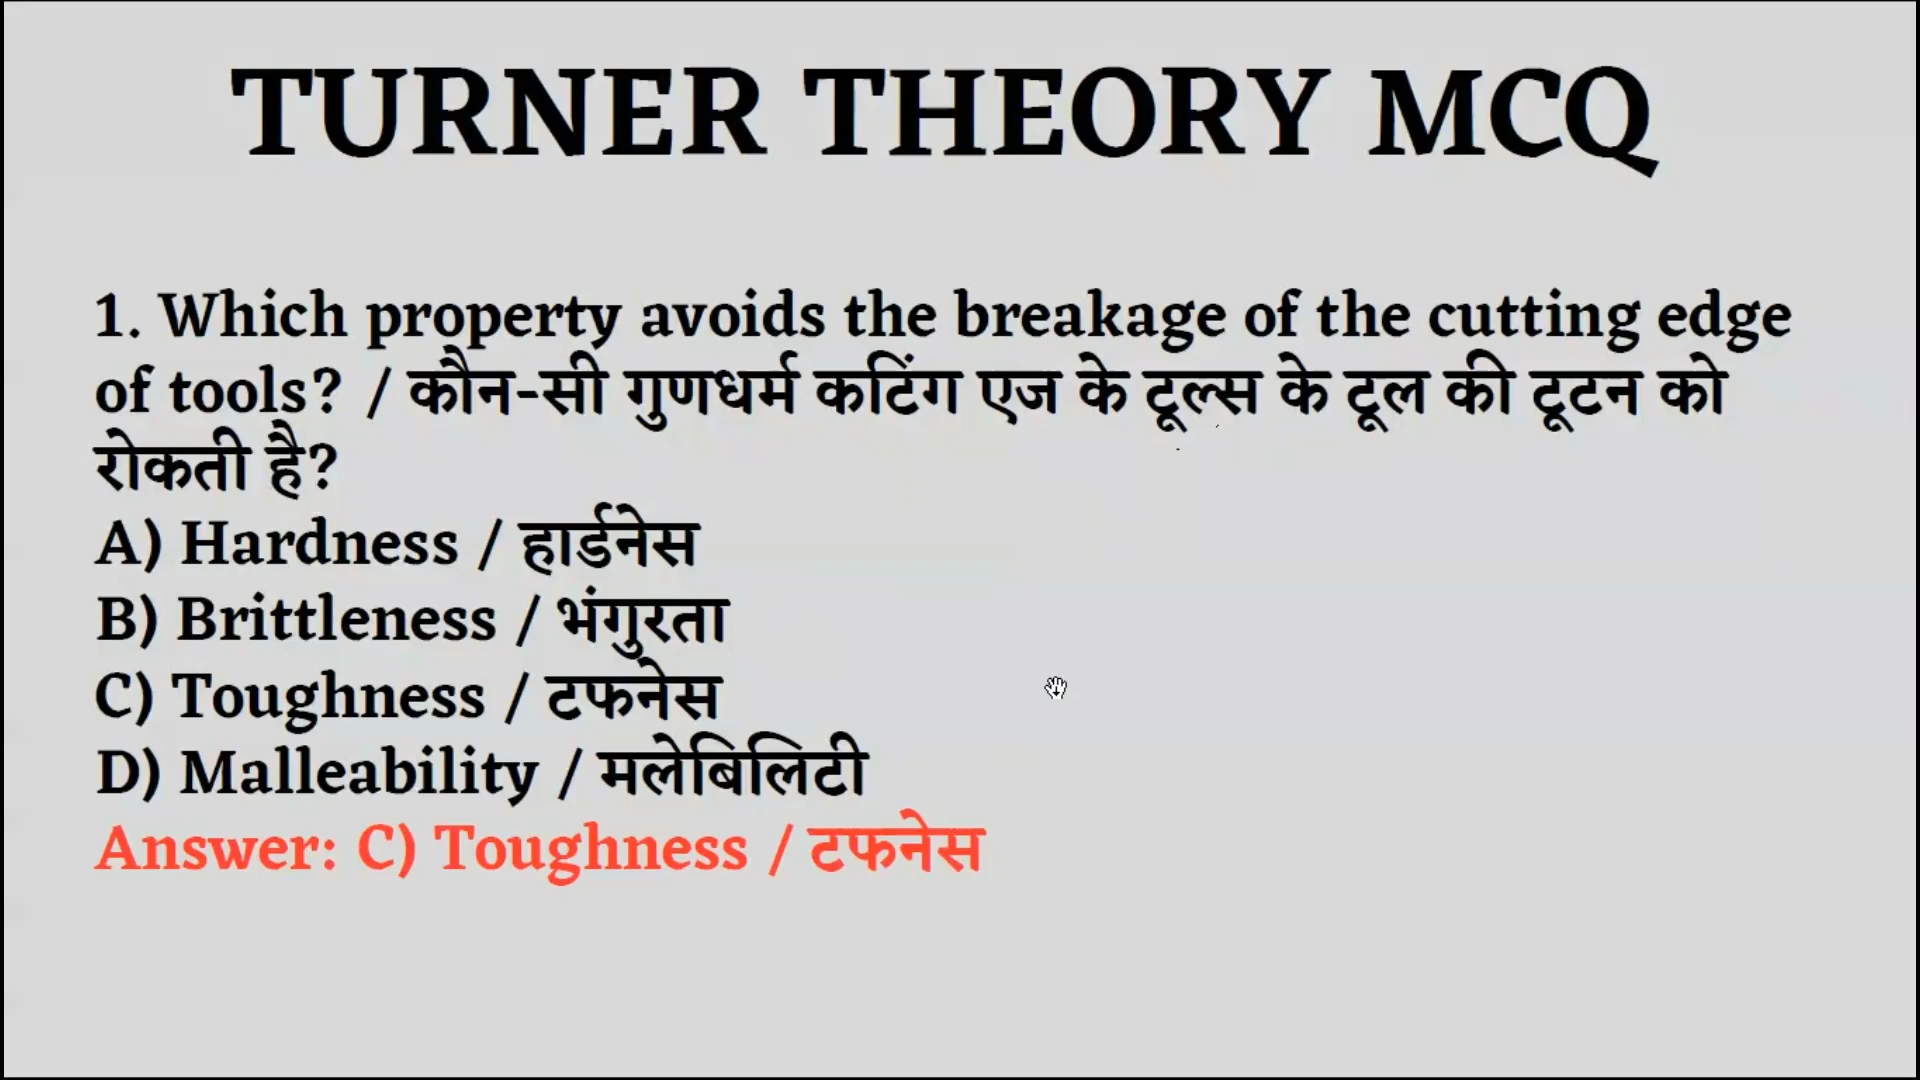 TURNER THEORY MCQ
1. Which property avoids the breakage of the cutting edge
of tools? / कौन-सी गुणधर्म कटिंग एज के टूल्स के टूल की टूटन को
रोकती है?
A) Hardness / हार्डनेस
B) Brittleness / भंगुरता
C) Toughness / टफनेस
D) Malleability / मलेबिलिटी
Answer: C) Toughness / टफनेस